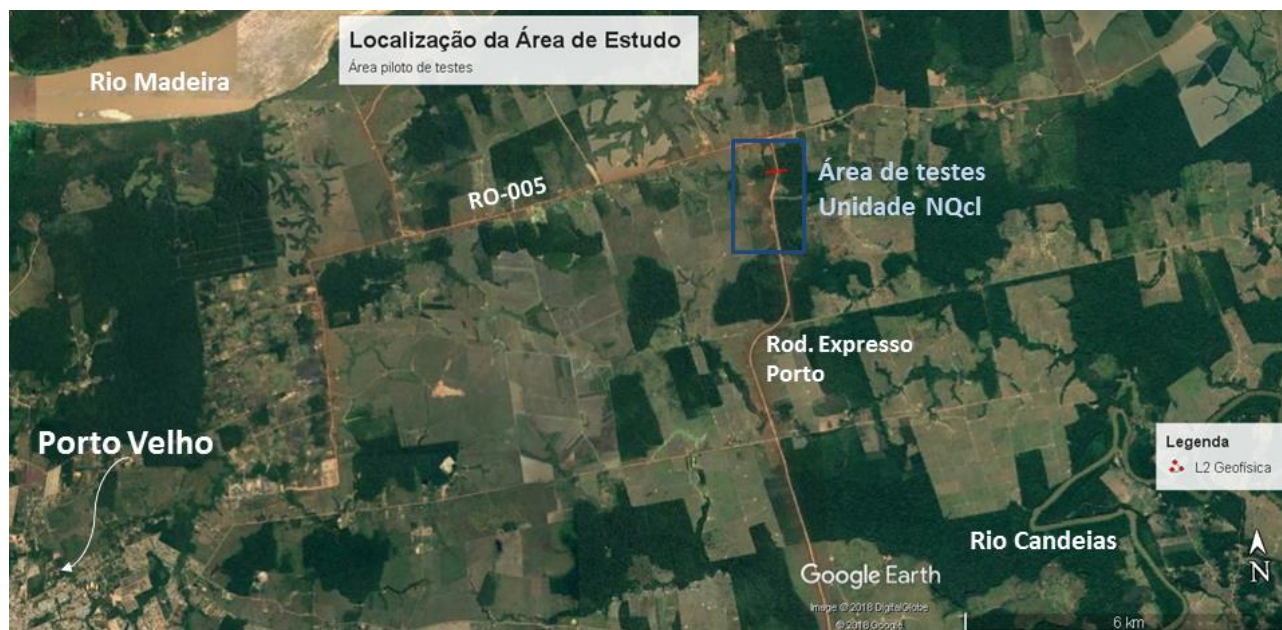 Localização da Área de Estudo
Área piloto de testes
Rio Madeira
RO-005
Área de testes
Unidade NQcl
Rod. Expresso
Porto
Porto Velho
Legenda
L2 Geofísica
Rio Candeias
N
Google Earth
Image © 2018 DigitalGlobe
© 2018 Google
6 km